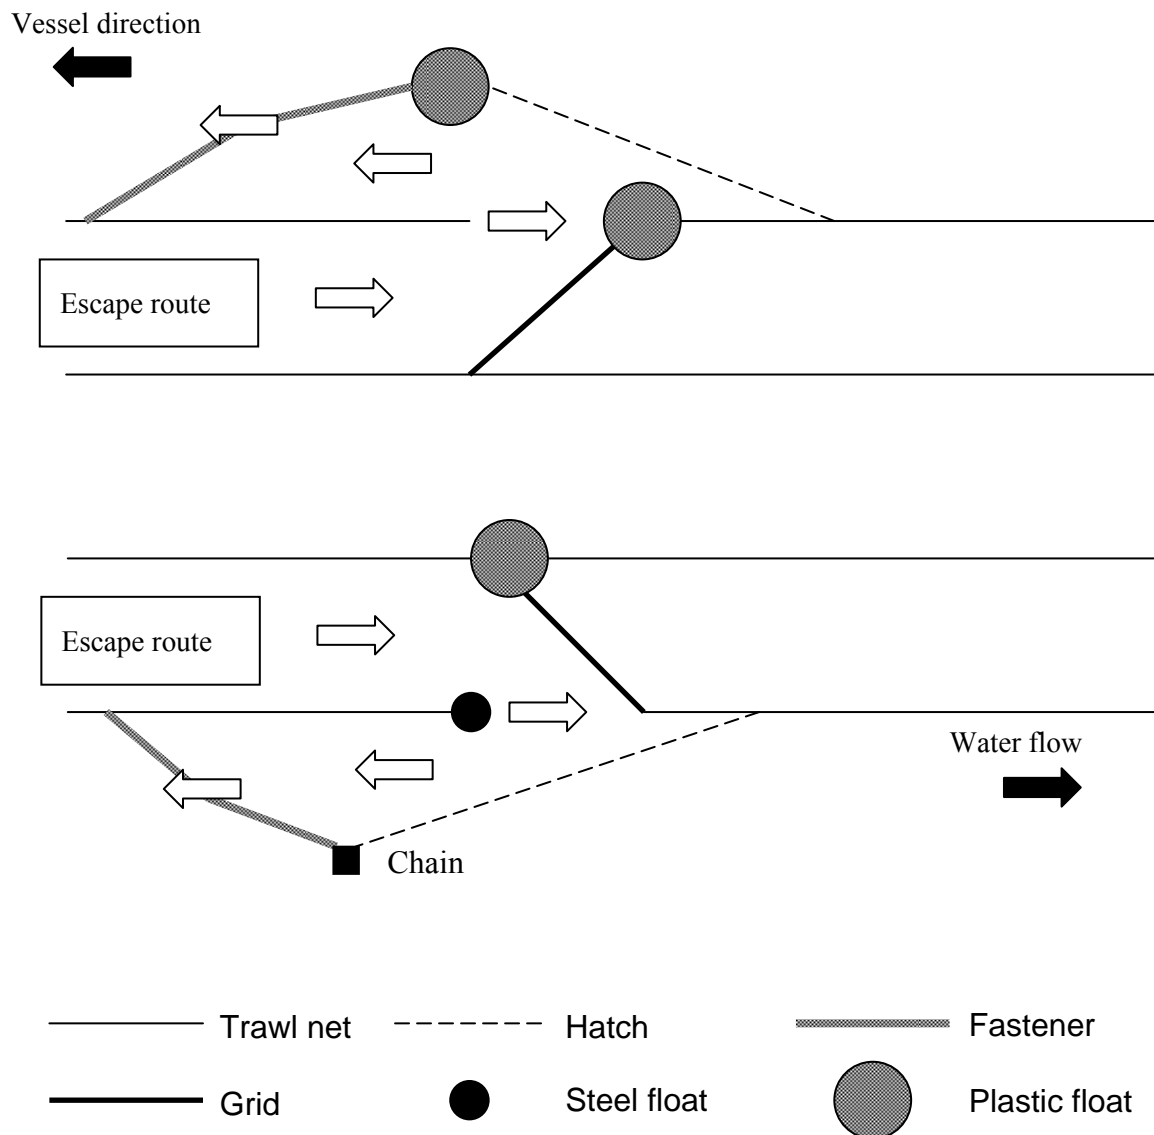 Vessel direction
Escape route
Escape route
Water flow
Chain
Trawl net
Hatch
Fastener
Grid
Steel float
Plastic float